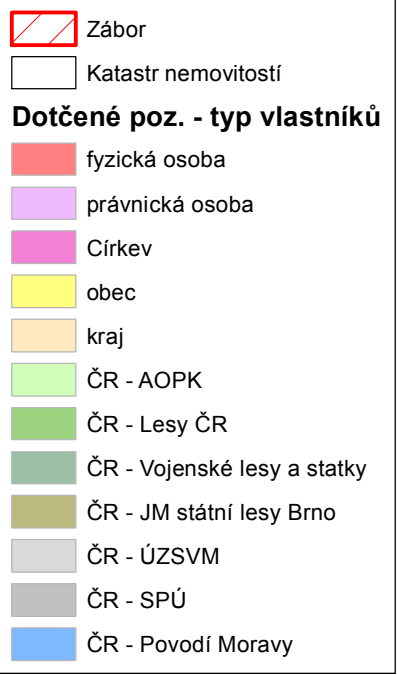 Zábor
Katastr nemovitostí
Dotčené poz. - typ vlastníků
fyzická osoba
právnická osoba
Církev
obec
kraj
ČR - AOPK
ČR - Lesy ČR
ČR - Vojenské lesy a statky
ČR - JM státní lesy Brno
ČR - ÚZSVM
ČR - SPÚ
ČR - Povodí Moravy